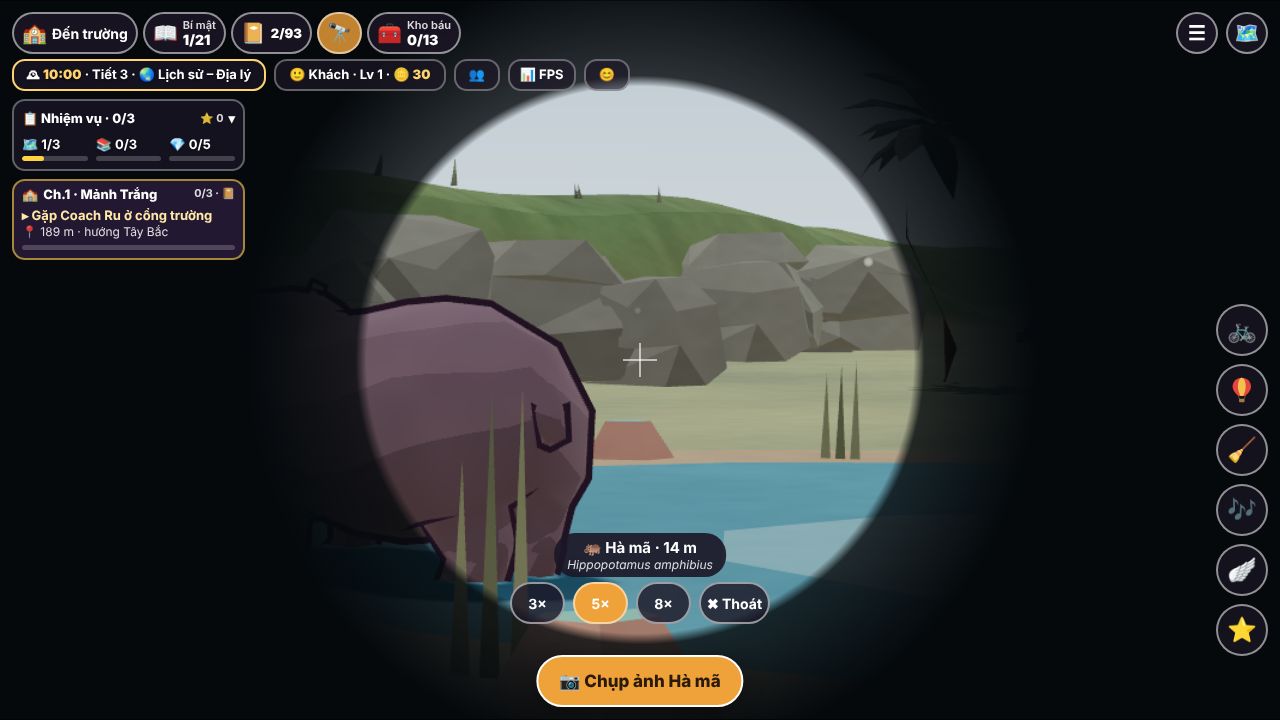 Đến trường
Bí mật
1/21
2/93
Kho báu
0/13
10:00 · Tiết 3 · Lịch sử – Địa lý
Khách · Lv 1 · 30
FPS
Nhiệm vụ · 0/3
0 ▾
1/3
0/3
0/5
Ch.1 · Mảnh Trắng
0/3 ·
▸ Gặp Coach Ru ở cổng trường
189 m · hướng Tây Bắc
Hà mã · 14 m
Hippopotamus amphibius
3×
5×
8×
✖ Thoát
Chụp ảnh Hà mã